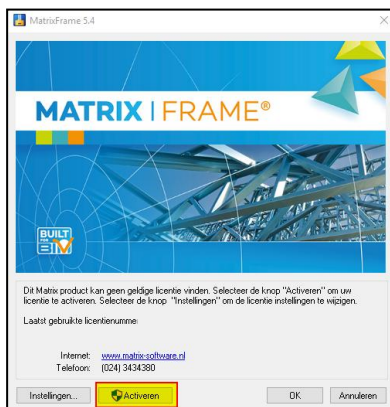 MatrixFrame 5.4
MATRIX | FRAME®
BUILT
FOR
BIM
Dit Matrix product kan geen geldige licentie vinden. Selecteer de knop "Activeren" om uw
licentie te activeren. Selecteer de knop "Instellingen" om de licentie instellingen te wijzigen.
Laatst gebruikte licentienumme
Internet: www.matrix-software.nl
Telefoon: (024) 3434380
Instellingen...
Activeren
OK
Annuleren